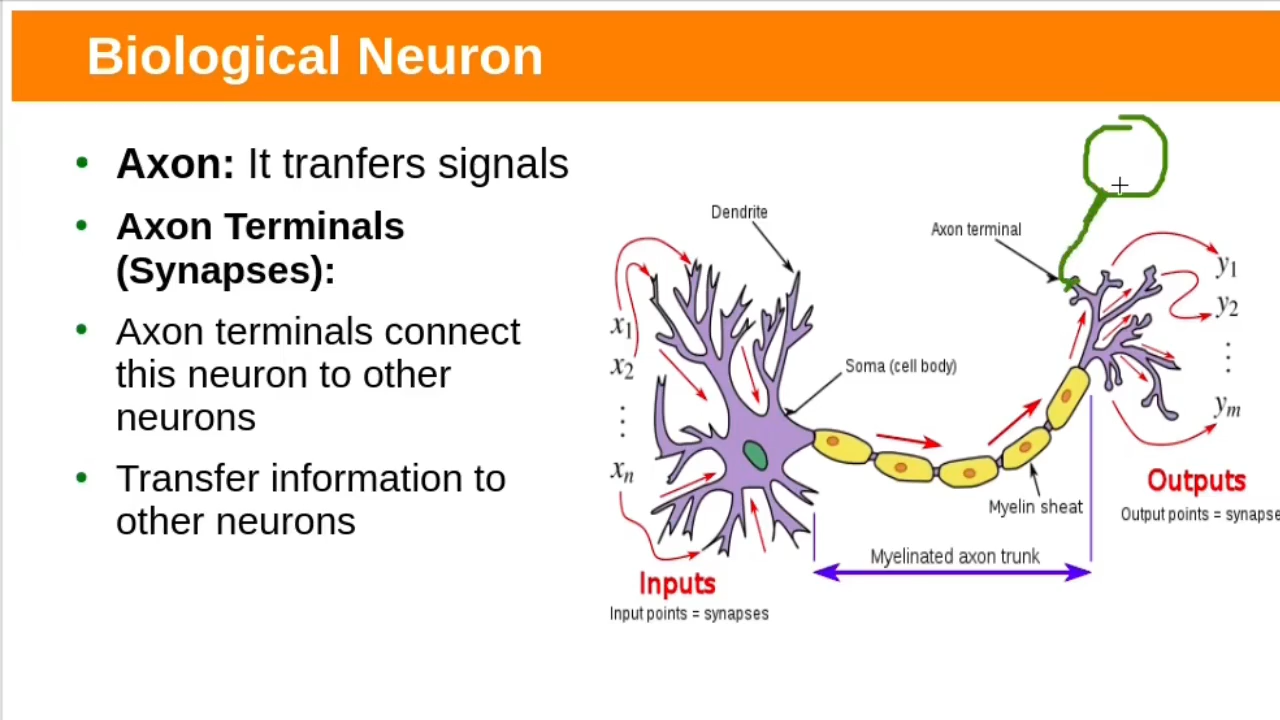 Biological Neuron
• Axon: It tranfers signals
• Axon Terminals
(Synapses):
• Axon terminals connect
this neuron to other
neurons
• Transfer information to
other neurons
Dendrite
Axon terminal
x1
x2
⋮
xn
Soma (cell body)
y1
y2
⋮
ym
Myelin sheat
Outputs
Output points = synapse
Myelinated axon trunk
Inputs
Input points = synapses